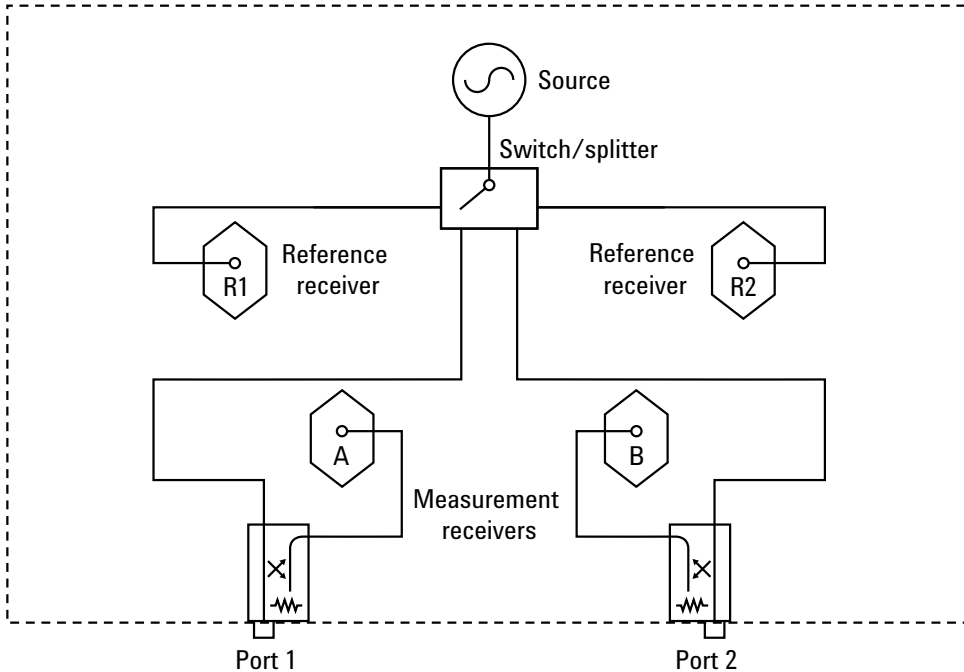 Source
Switch/splitter
Reference
receiver
R1
Reference
receiver
R2
A
B
Measurement
receivers
Port 1
Port 2